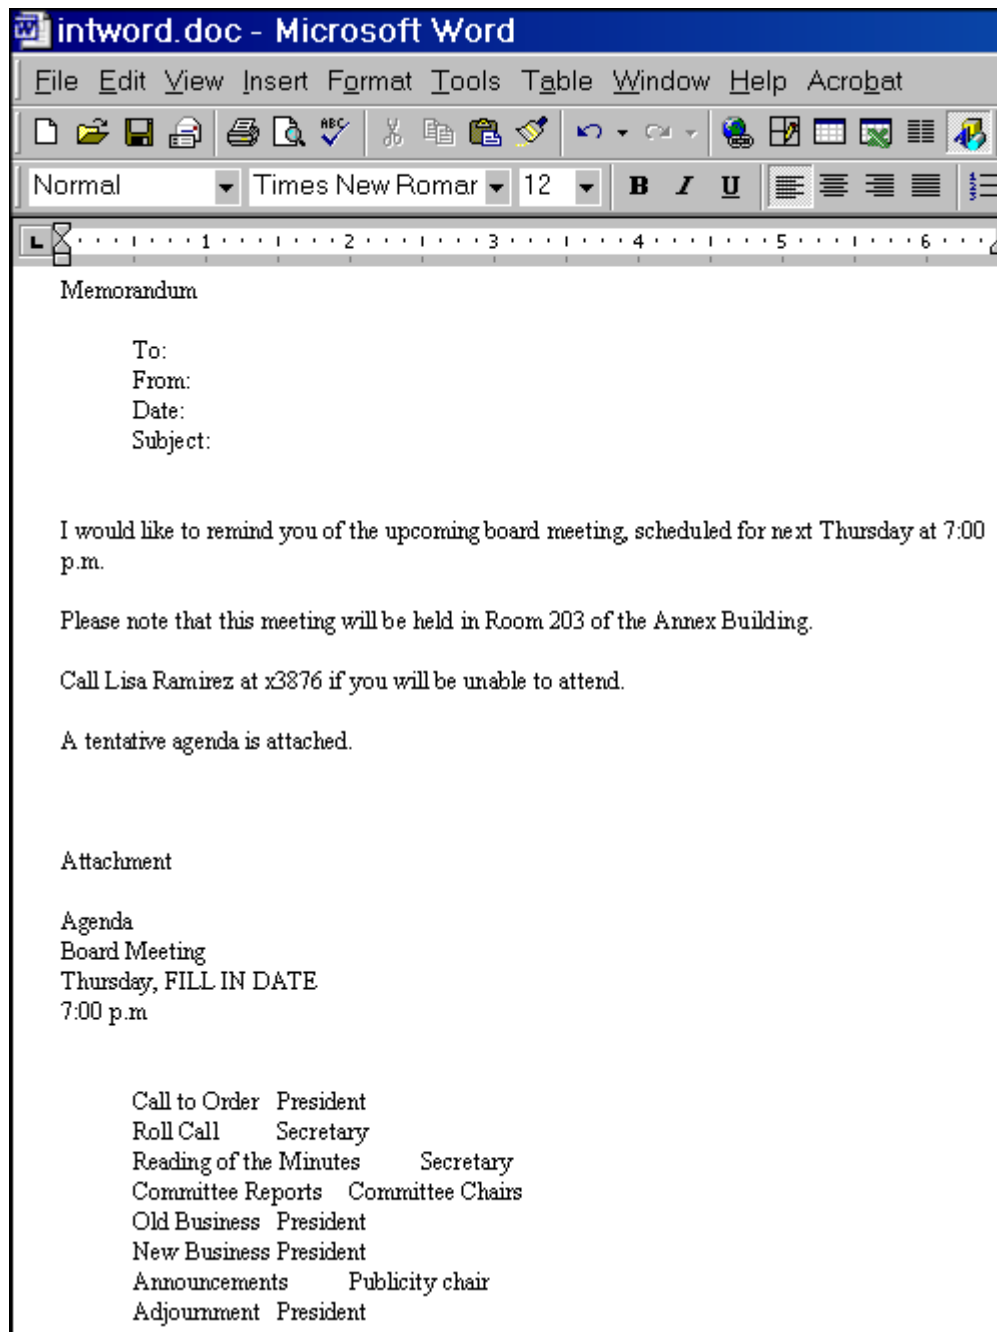 intword.doc - Microsoft Word
File Edit View Insert Format Tools Table Window Help Acrobat
ABC
Normal Times New Roman 12 B I U
1 2 3 4 5 6
Memorandum
To:
From:
Date:
Subject:
I would like to remind you of the upcoming board meeting, scheduled for next Thursday at 7:00
p.m.
Please note that this meeting will be held in Room 203 of the Annex Building.
Call Lisa Ramirez at x3876 if you will be unable to attend.
A tentative agenda is attached.
Attachment
Agenda
Board Meeting
Thursday, FILL IN DATE
7:00 p.m
Call to Order President
Roll Call Secretary
Reading of the Minutes Secretary
Committee Reports Committee Chairs
Old Business President
New Business President
Announcements Publicity chair
Adjournment President